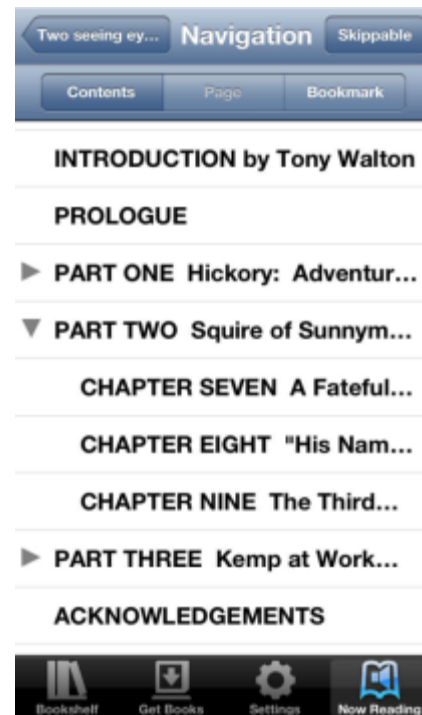 Two seeing ey... Navigation Skippable
Contents Page Bookmark
INTRODUCTION by Tony Walton
PROLOGUE
PART ONE Hickory: Adventur...
PART TWO Squire of Sunnym...
CHAPTER SEVEN A Fateful...
CHAPTER EIGHT "His Nam...
CHAPTER NINE The Third...
PART THREE Kemp at Work...
ACKNOWLEDGEMENTS
Bookshelf Get Books Settings Now Reading